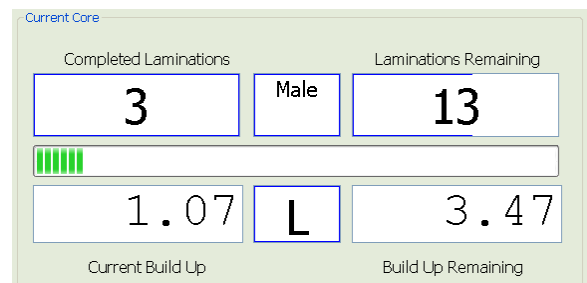 Current Core
Completed Laminations
Laminations Remaining
3
Male
13
1.07
L
3.47
Current Build Up
Build Up Remaining